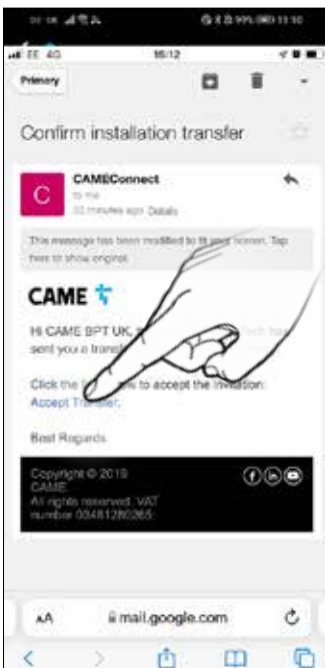 EE 4G 16:12
Primary
Confirm installation transfer
C
CAMEConnect
to me
Details
This message has been modified to fit your screen. Tap
here to show original.
CAME
Hi CAME BPT UK,
sent you a
Click the to accept the invitation:
Accept Transfer.
Best Regards
Copyright © 2019
CAME
All rights reserved. VAT
number 03481280265
AA mail.google.com